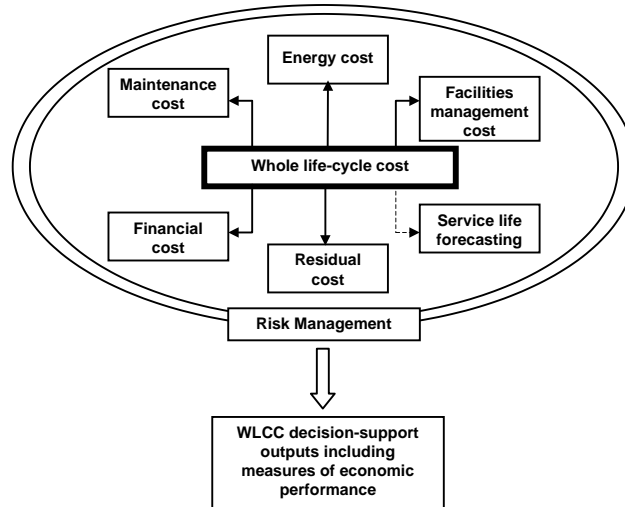 Energy cost
Maintenance
cost
Facilities
management
cost
Whole life-cycle cost
Financial
cost
Residual
cost
Service life
forecasting
Risk Management
WLCC decision-support
outputs including
measures of economic
performance